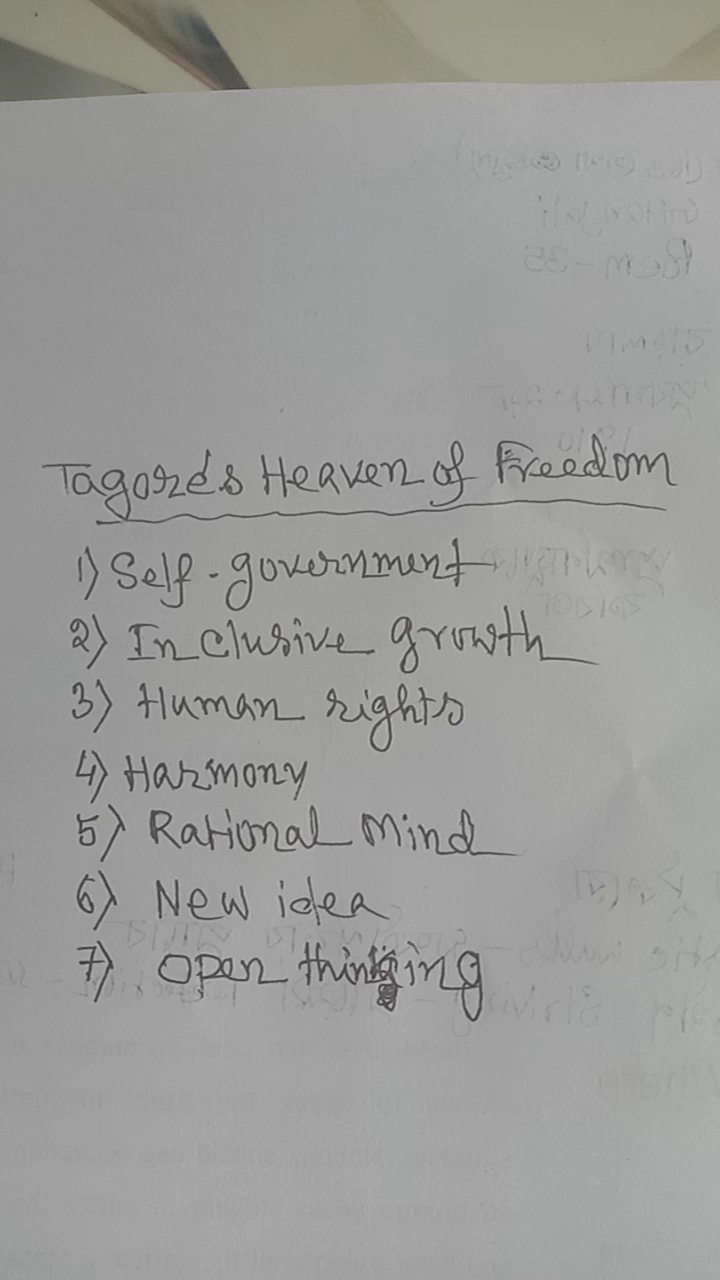 Tagore's Heaven of Freedom
1) Self-government
2) Inclusive growth
3) Human rights
4) Harmony
5) Rational Mind
6) New idea
7) Open thinking